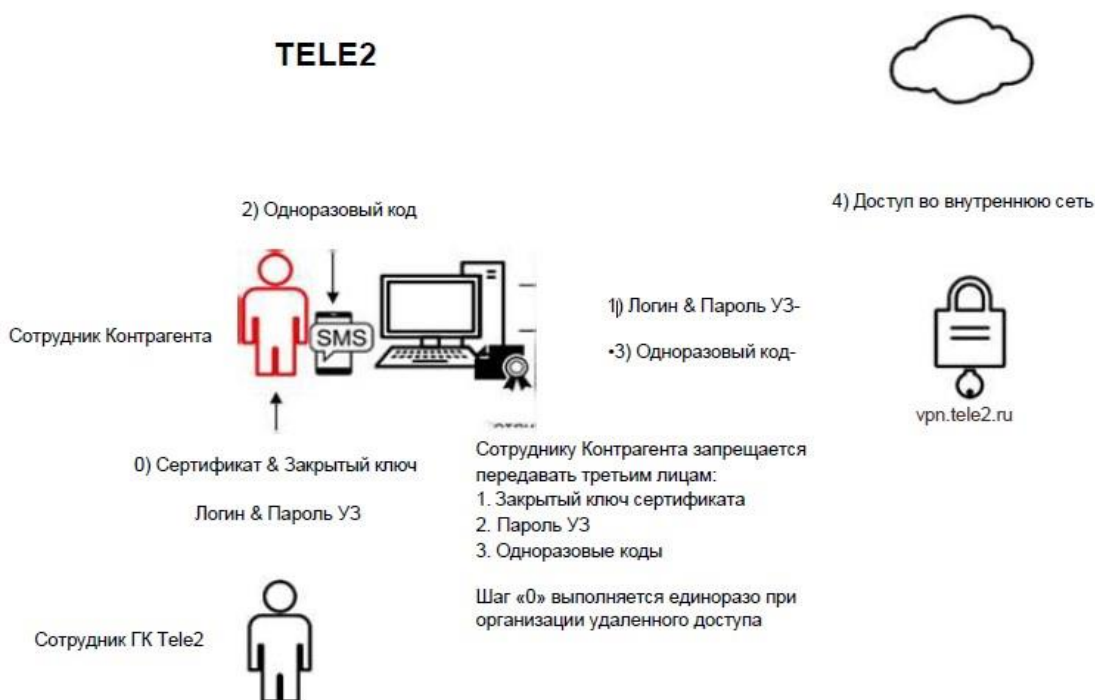 TELE2
2) Одноразовый код
4) Доступ во внутреннюю сеть
Сотрудник Контрагента
SMS
1) Логин & Пароль УЗ-
•3) Одноразовый код-
vpn.tele2.ru
0) Сертификат & Закрытый ключ
Логин & Пароль УЗ
Сотруднику Контрагента запрещается
передавать третьим лицам:
1. Закрытый ключ сертификата
2. Пароль УЗ
3. Одноразовые коды
Шаг «0» выполняется единоразо при
организации удаленного доступа
Сотрудник ГК Tele2